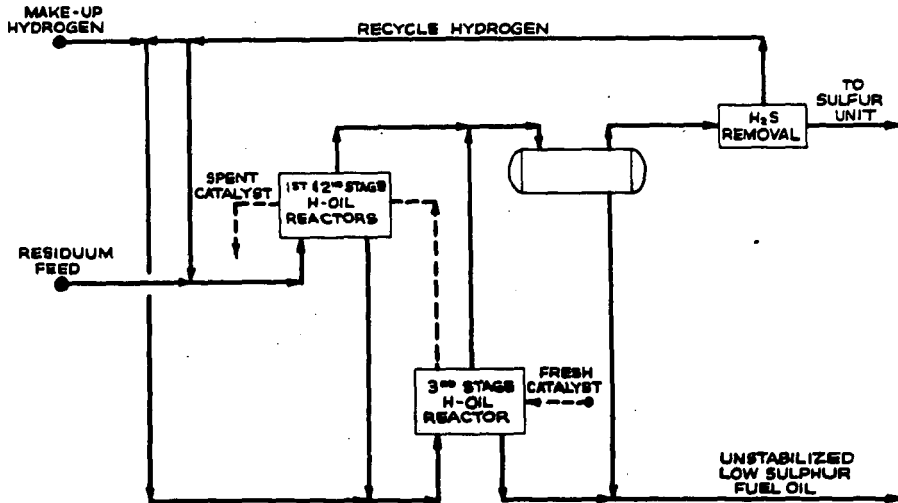 MAKE-UP
HYDROGEN
RECYCLE HYDROGEN
TO
SULFUR
UNIT
H₂S
REMOVAL
SPENT
CATALYST
1ST & 2ND STAGE
H-OIL
REACTORS
RESIDUUM
FEED
3RD STAGE
H-OIL
REACTOR
FRESH
CATALYST
UNSTABILIZED
LOW SULPHUR
FUEL OIL